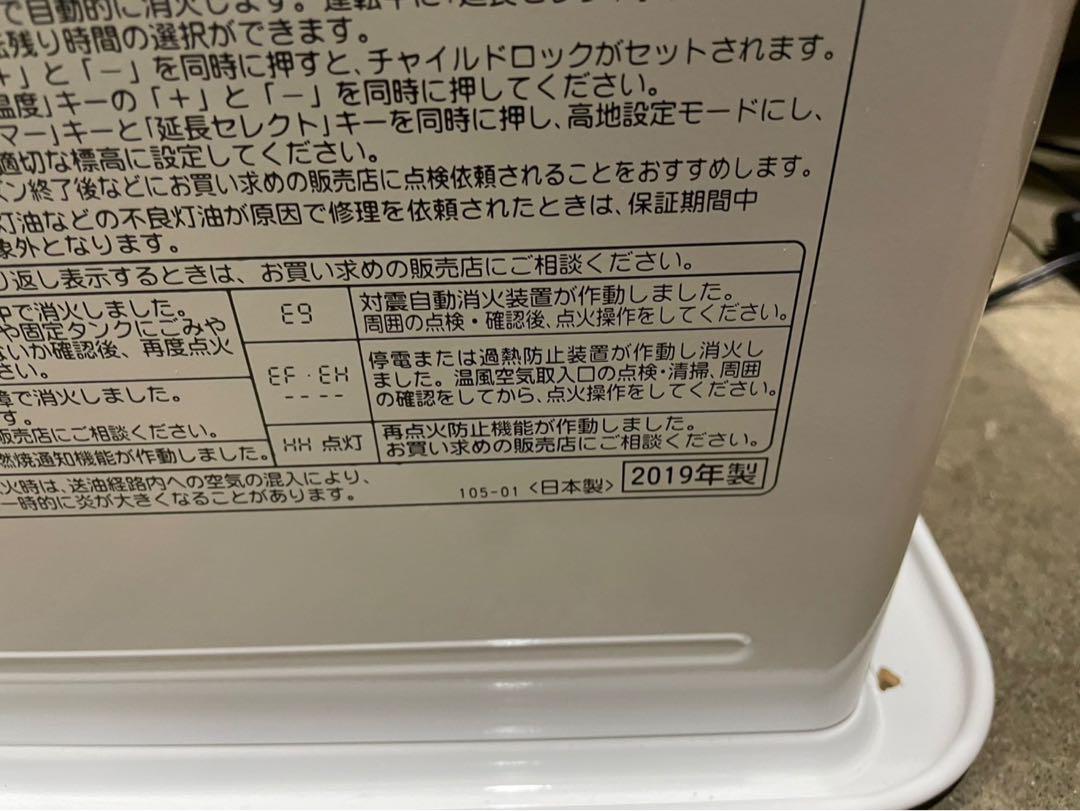 で自動的に消火します。運転中に「延長セレクト
残り時間の選択ができます。
+」と「−」を同時に押すと、チャイルドロックがセットされます。
温度」キーの「+」と「−」を同時に押してください。
マー」キーと「延長セレクト」キーを同時に押し、高地設定モードにし、
適切な標高に設定してください。
ズン終了後などにお買い求めの販売店に点検依頼されることをおすすめします。
灯油などの不良灯油が原因で修理を依頼されたときは、保証期間中
象外となります。
り返し表示するときは、お買い求めの販売店にご相談ください。
中で消火しました。
や固定タンクにごみや
ないか確認後、再度点火
さい。
障で消火しました。
す。
販売店にご相談ください。
燃焼通知機能が作動しました。
E9
対震自動消火装置が作動しました。
周囲の点検・確認後、点火操作をしてください。
EF・EH
----
停電または過熱防止装置が作動し消火し
ました。温風空気取入口の点検・清掃、周囲
の確認をしてから、点火操作をしてください。
HH 点灯
再点火防止機能が作動しました。
お買い求めの販売店にご相談ください。
火時は、送油経路内への空気の混入により、
一時的に炎が大きくなることがあります。
105-01 <日本製> 2019年製